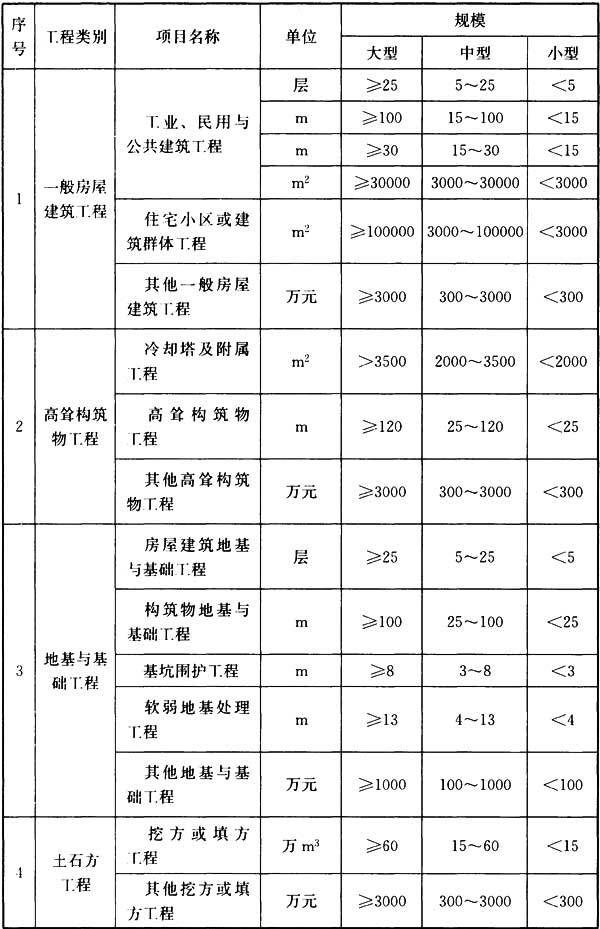 序号 工程类别 项目名称 单位 规模
大型 中型 小型
1 一般房屋建筑工程 工业、民用与公共建筑工程 层 ≥25 5～25 <5
m ≥100 15～100 <15
m ≥30 15～30 <15
m² ≥30000 3000～30000 <3000
住宅小区或建筑群体工程 m² ≥100000 3000～100000 <3000
其他一般房屋建筑工程 万元 ≥3000 300～3000 <300
2 高耸构筑物工程 冷却塔及附属工程 m² >3500 2000～3500 <2000
高耸构筑物工程 m ≥120 25～120 <25
其他高耸构筑物工程 万元 ≥3000 300～3000 <300
3 地基与基础工程 房屋建筑地基与基础工程 层 ≥25 5～25 <5
构筑物地基与基础工程 m ≥100 25～100 <25
基坑围护工程 m ≥8 3～8 <3
软弱地基处理工程 m ≥13 4～13 <4
其他地基与基础工程 万元 ≥1000 100～1000 <100
4 土石方工程 挖方或填方工程 万m³ ≥60 15～60 <15
其他挖方或填方工程 万元 ≥3000 300～3000 <300